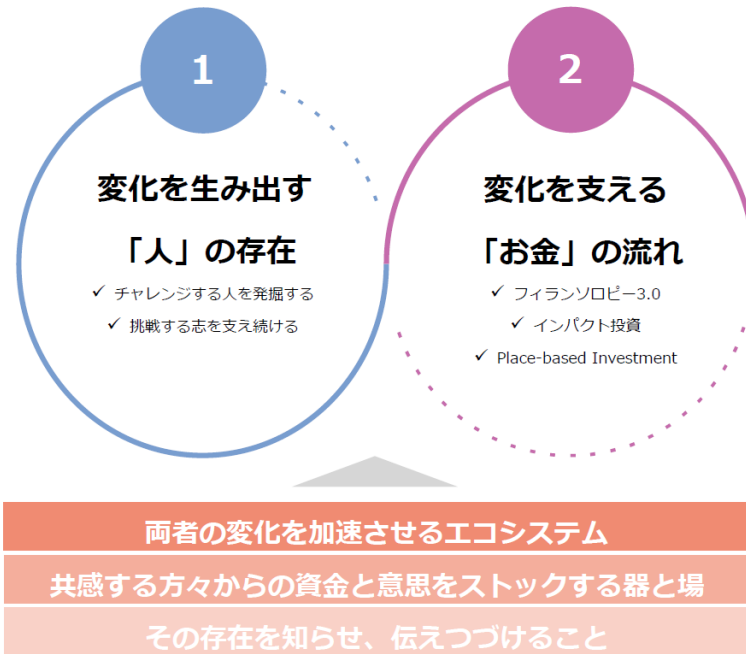 1
変化を生み出す
「人」の存在
✓ チャレンジする人を発掘する
✓ 挑戦する志を支え続ける
2
変化を支える
「お金」の流れ
✓ フィランソロピー3.0
✓ インパクト投資
✓ Place-based Investment
両者の変化を加速させるエコシステム
共感する方々からの資金と意思をストックする器と場
その存在を知らせ、伝えつづけること